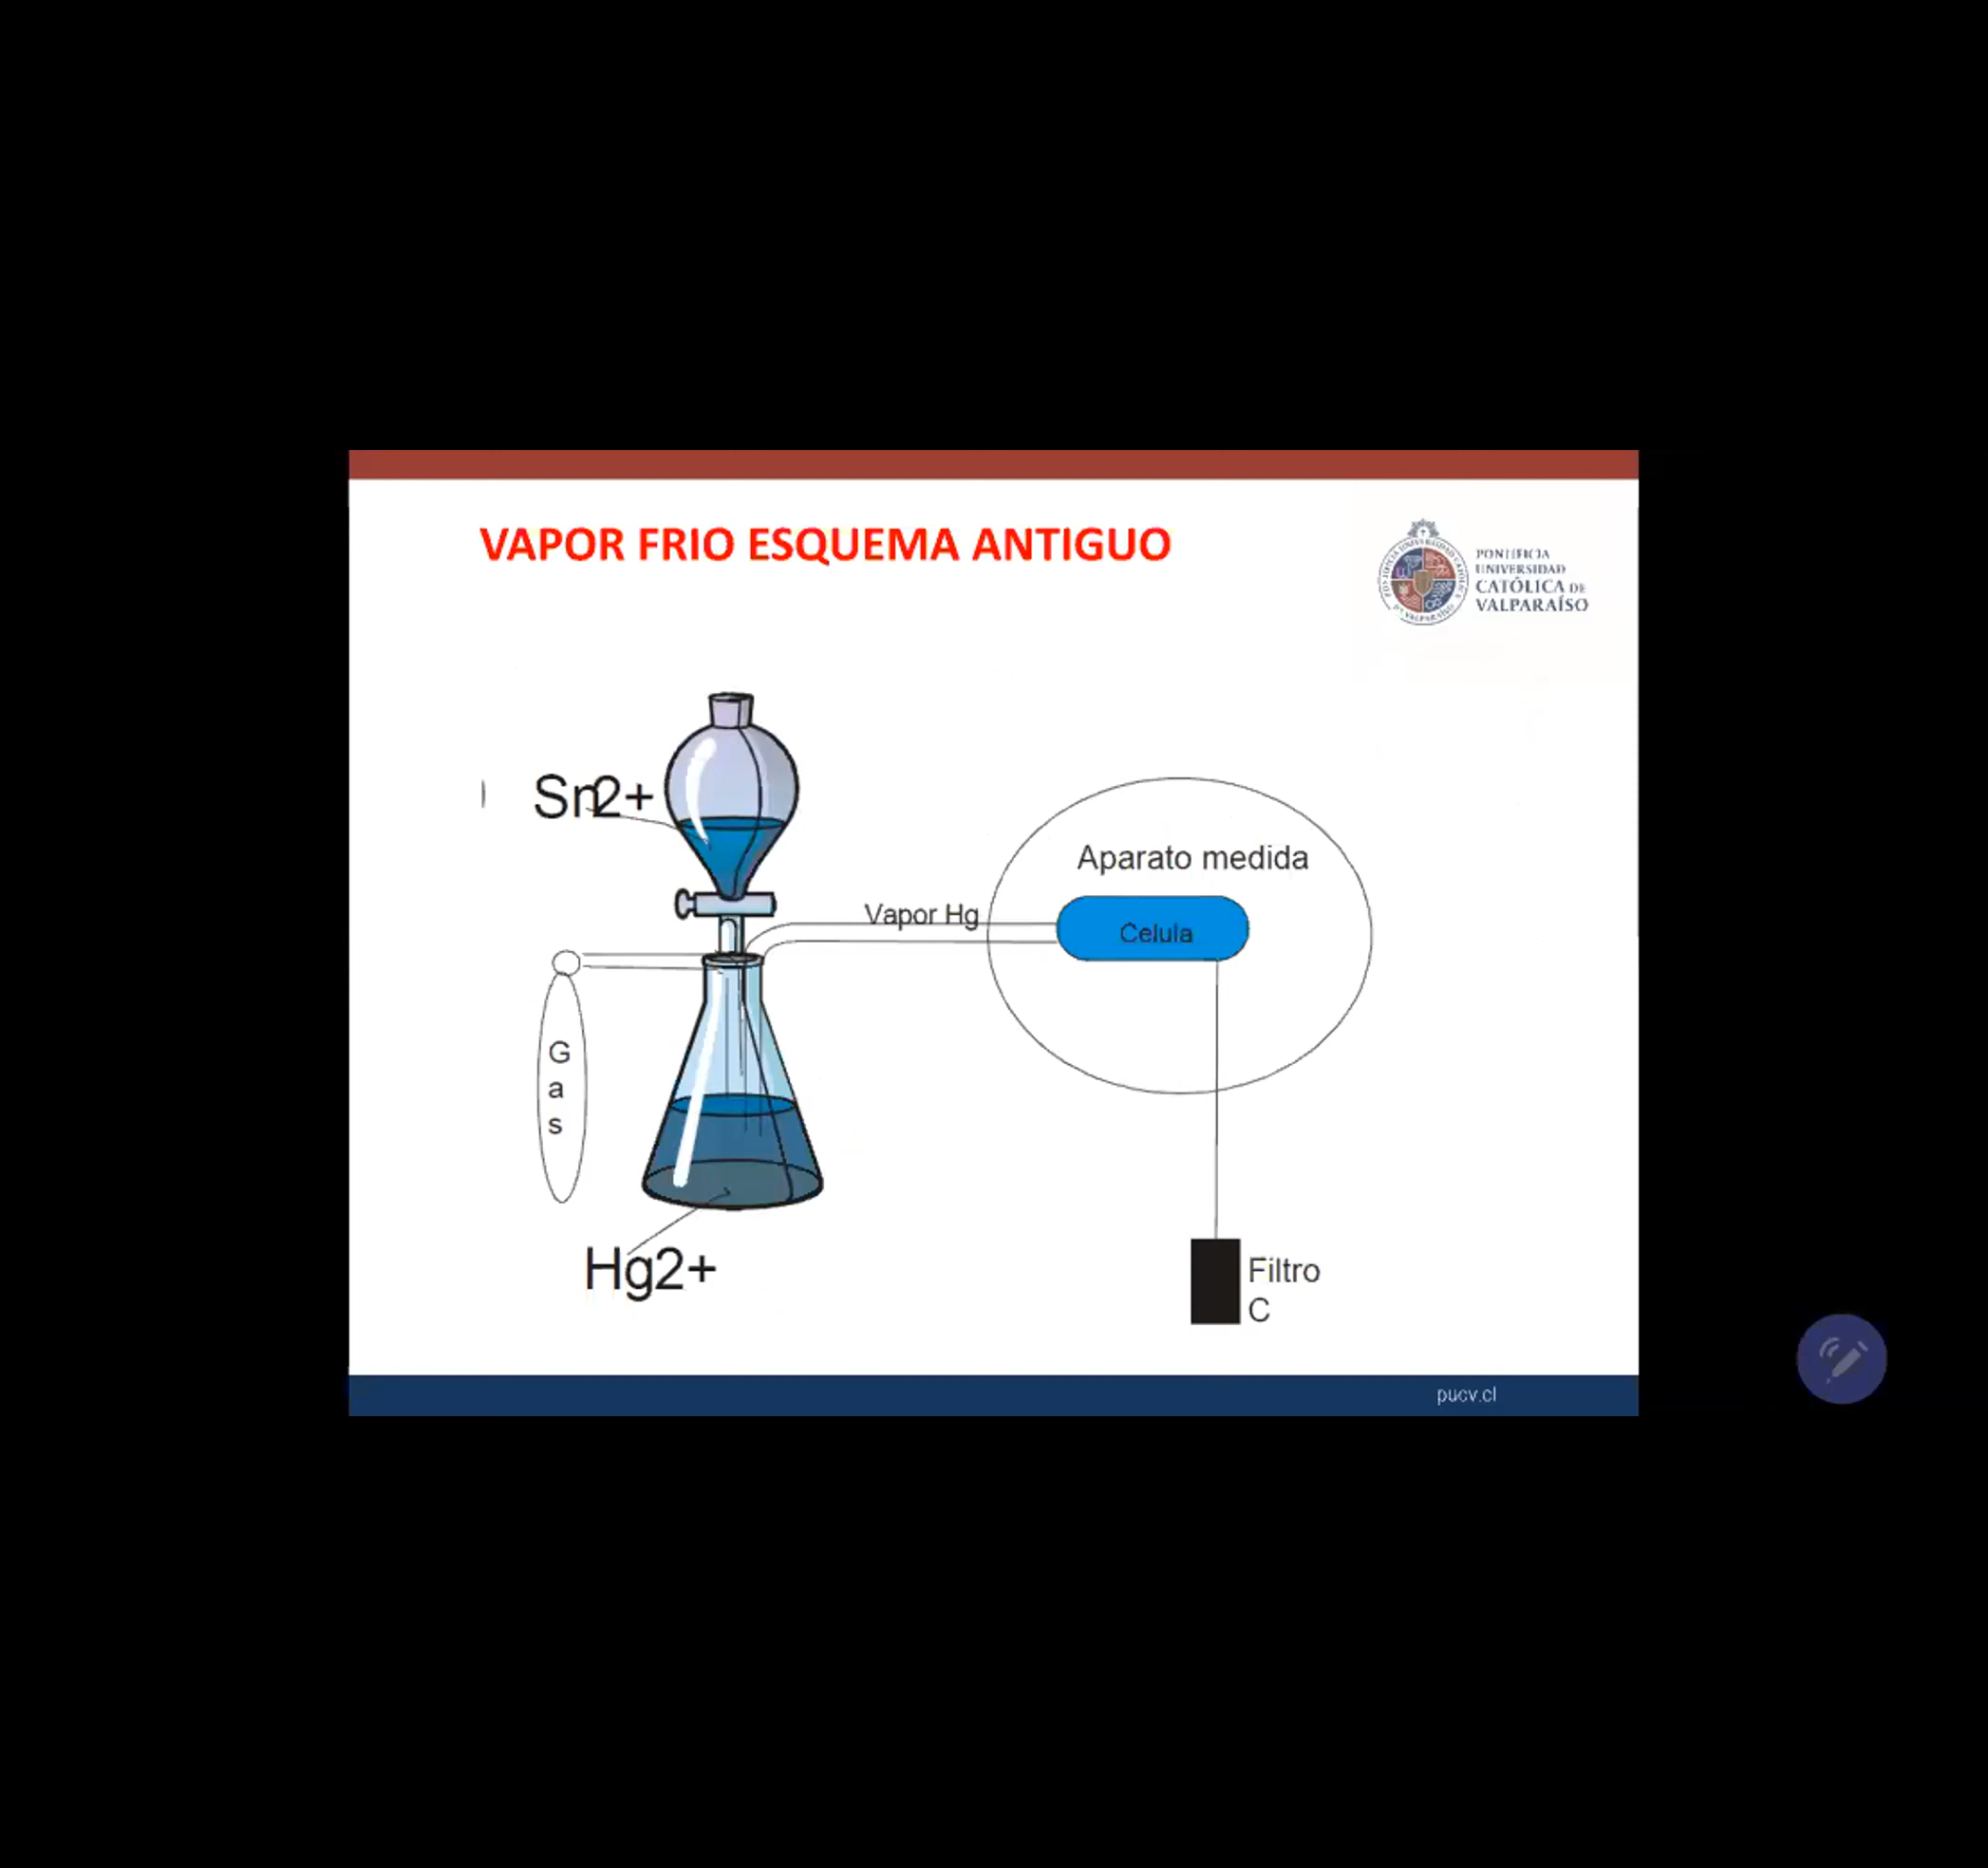 VAPOR FRIO ESQUEMA ANTIGUO
PONTIFICIA
UNIVERSIDAD
CATÓLICA DE
VALPARAÍSO
Sn2+
Aparato medida
Vapor Hg
Celula
G
a
s
Hg2+
Filtro
C
pucv.cl